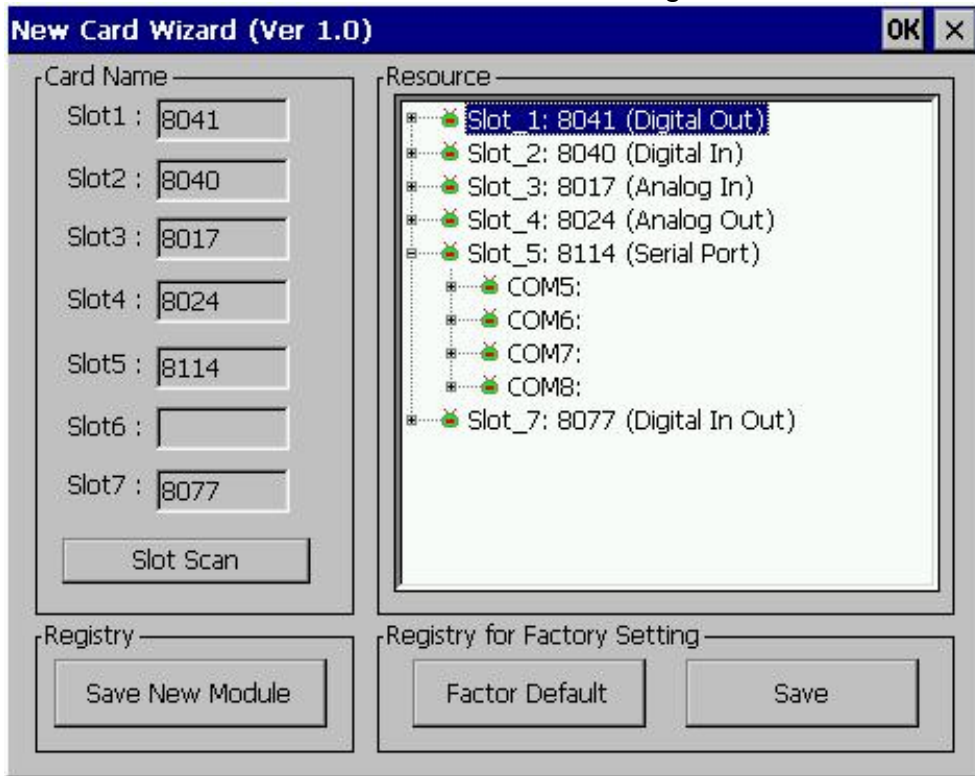 New Card Wizard (Ver 1.0) OK ×
Card Name
Slot1 : 8041
Slot2 : 8040
Slot3 : 8017
Slot4 : 8024
Slot5 : 8114
Slot6 :
Slot7 : 8077
Slot Scan
Resource
Slot_1: 8041 (Digital Out)
Slot_2: 8040 (Digital In)
Slot_3: 8017 (Analog In)
Slot_4: 8024 (Analog Out)
Slot_5: 8114 (Serial Port)
COM5:
COM6:
COM7:
COM8:
Slot_7: 8077 (Digital In Out)
Registry
Save New Module
Registry for Factory Setting
Factor Default
Save